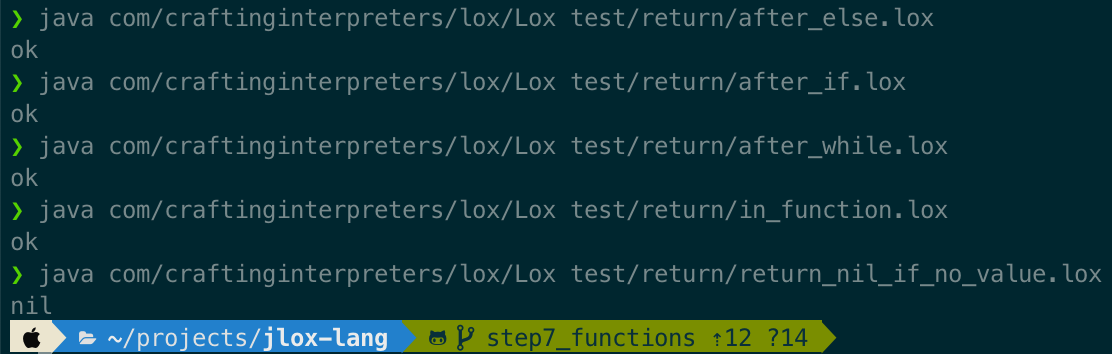 ❯ java com/craftinginterpreters/lox/Lox test/return/after_else.lox
ok
❯ java com/craftinginterpreters/lox/Lox test/return/after_if.lox
ok
❯ java com/craftinginterpreters/lox/Lox test/return/after_while.lox
ok
❯ java com/craftinginterpreters/lox/Lox test/return/in_function.lox
ok
❯ java com/craftinginterpreters/lox/Lox test/return/return_nil_if_no_value.lox
nil
~/projects/jlox-lang step7_functions ⇡12 ?14